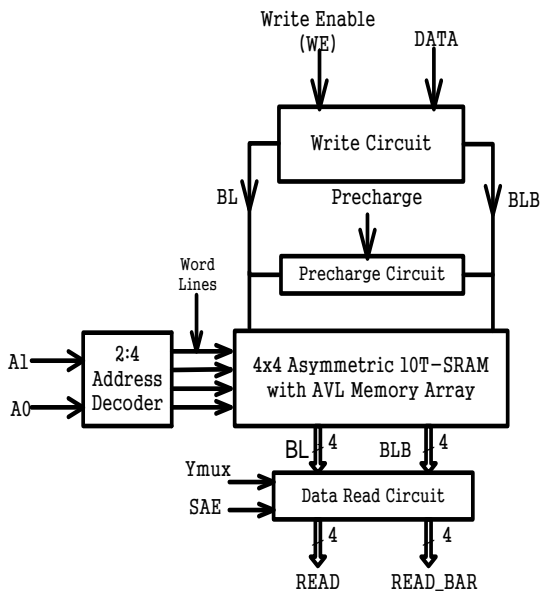 Write Enable
(WE)
DATA
Write Circuit
BL
Precharge
BLB
Precharge Circuit
Word
Lines
A1
A0
2:4
Address
Decoder
4x4 Asymmetric 10T-SRAM
with AVL Memory Array
BL
4
BLB
4
Ymux
SAE
Data Read Circuit
4
4
READ
READ_BAR